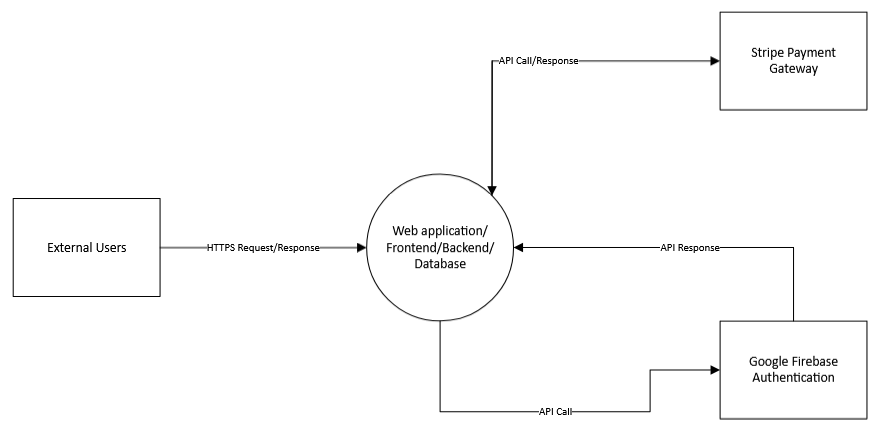 Stripe Payment
Gateway
API Call/Response
External Users
HTTPS Request/Response
Web application/
Frontend/Backend/
Database
API Response
Google Firebase
Authentication
API Call